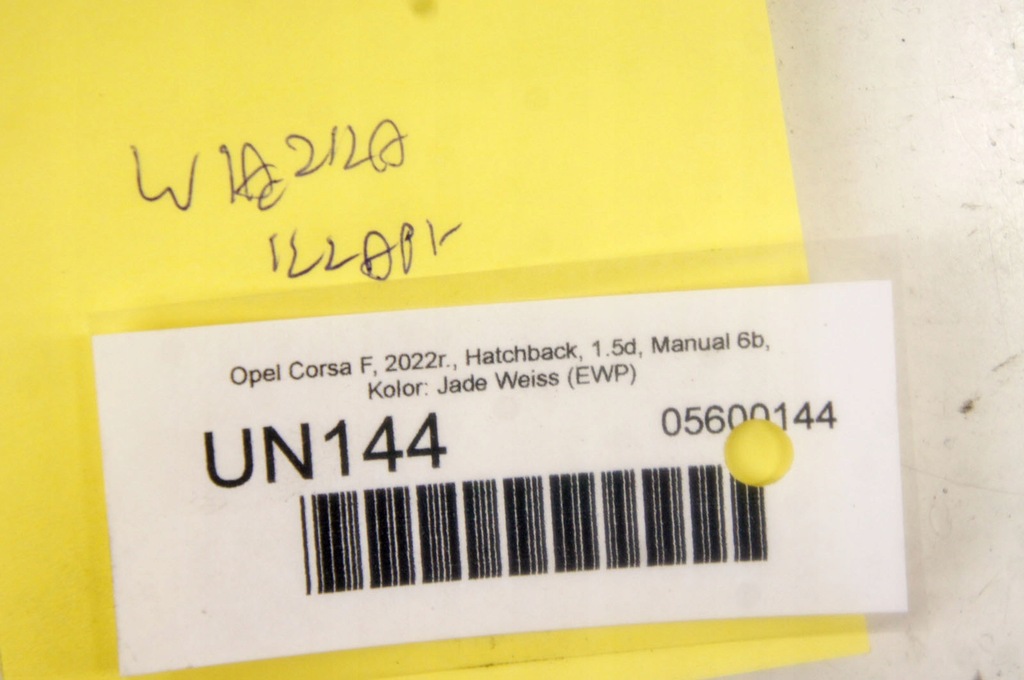 Opel Corsa F, 2022r., Hatchback, 1.5d, Manual 6b,
Kolor: Jade Weiss (EWP)
UN144
05600144